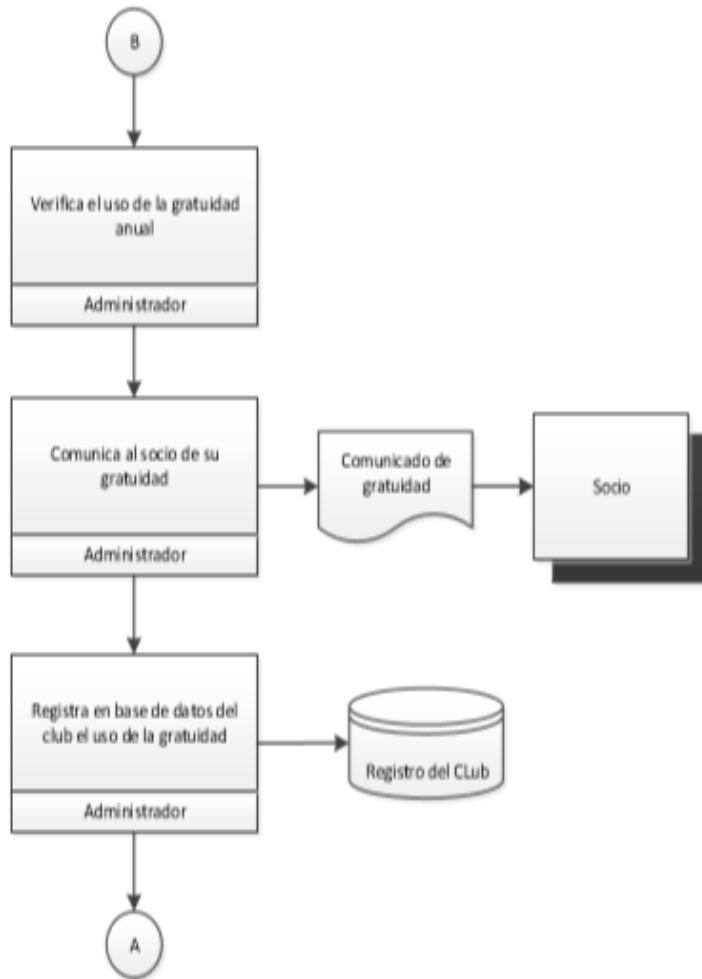 B
Verifica el uso de la gratuidad
anual
Administrador
Comunica al socio de su
gratuidad
Administrador
Comunicado de
gratuidad
Socio
Registra en base de datos del
club el uso de la gratuidad
Administrador
Registro del CLub
A